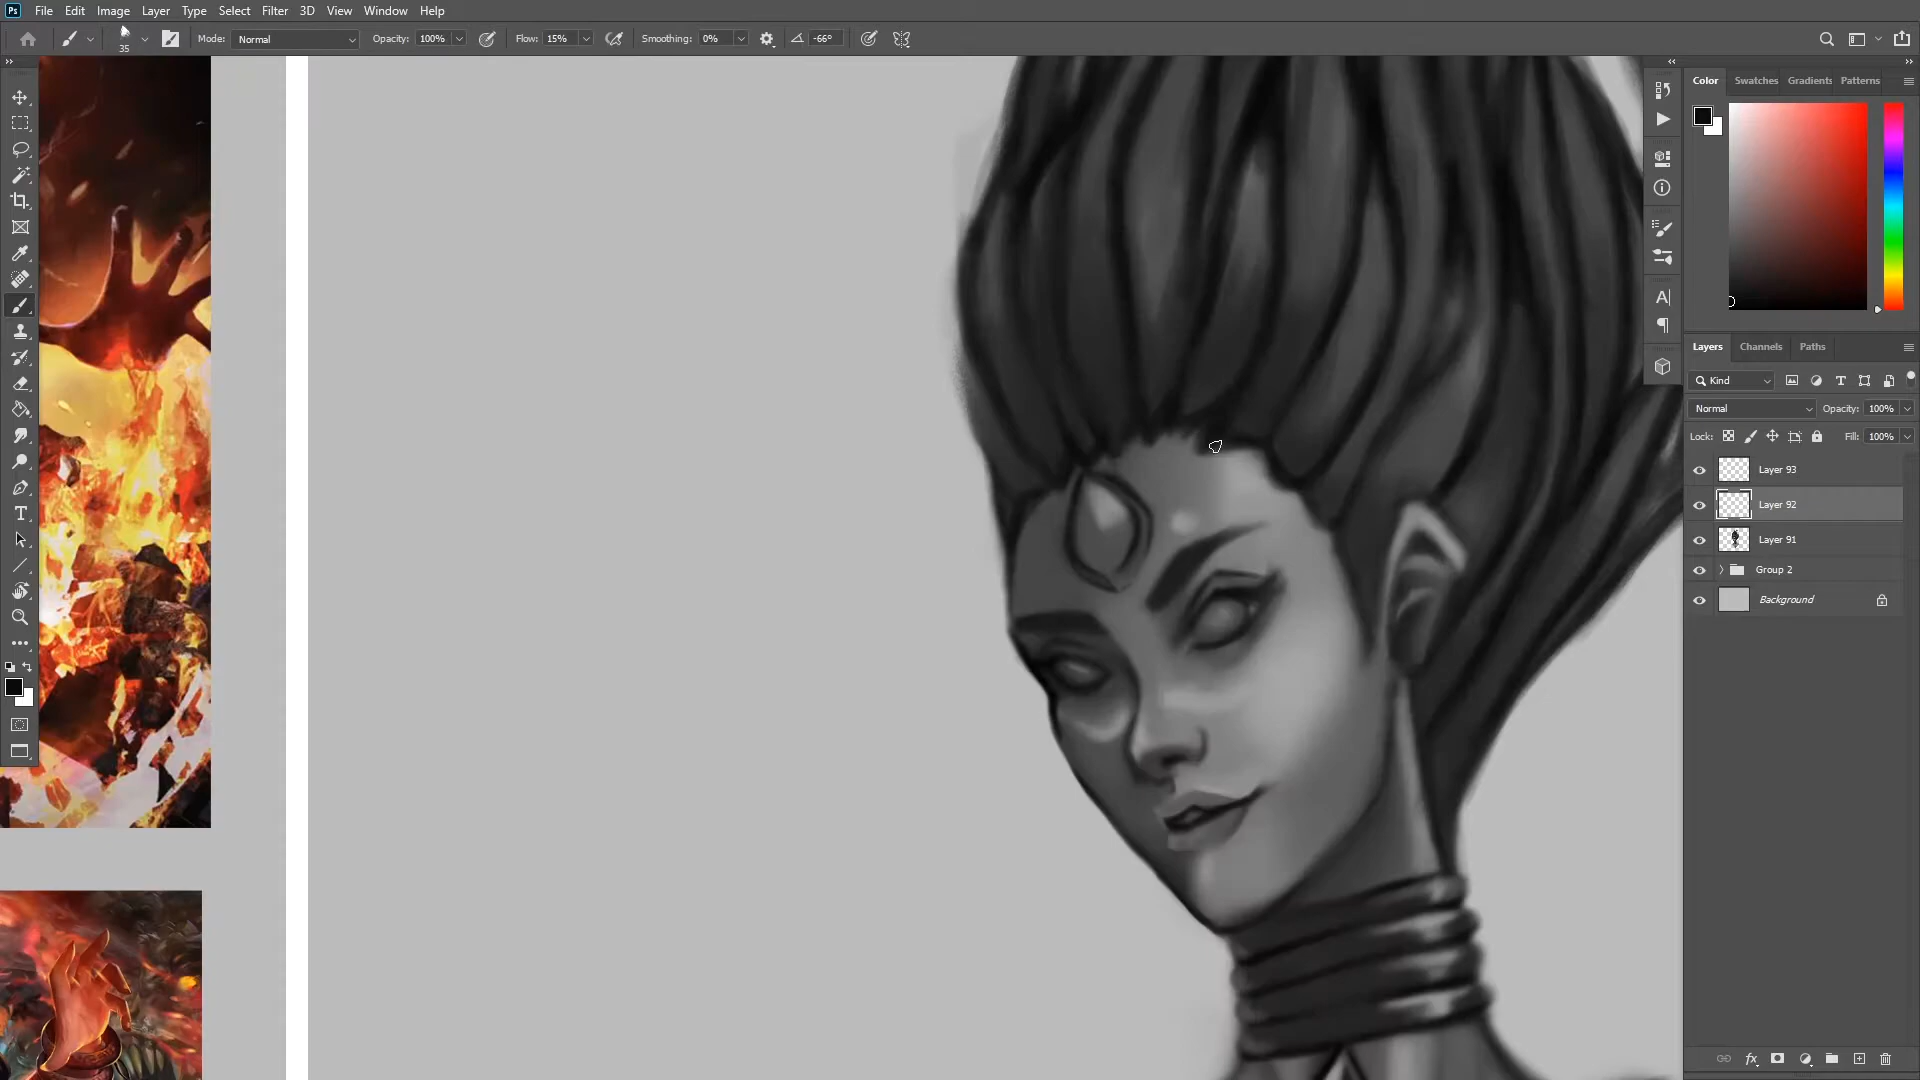 Ps File Edit Image Layer Type Select Filter 3D View Window Help
35 Mode: Normal Opacity: 100% Flow: 15% Smoothing: 0% -66°
Color Swatches Gradients Patterns
Layers Channels Paths
Kind
Normal Opacity: 100%
Lock: Fill: 100%
Layer 93
Layer 92
Layer 91
Group 2
Background